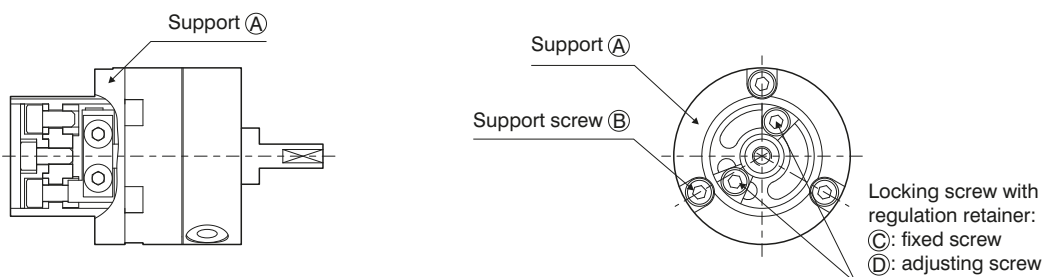 Support Ⓐ
Support Ⓐ
Support screw Ⓑ
Locking screw with
regulation retainer:
Ⓒ: fixed screw
Ⓓ: adjusting screw